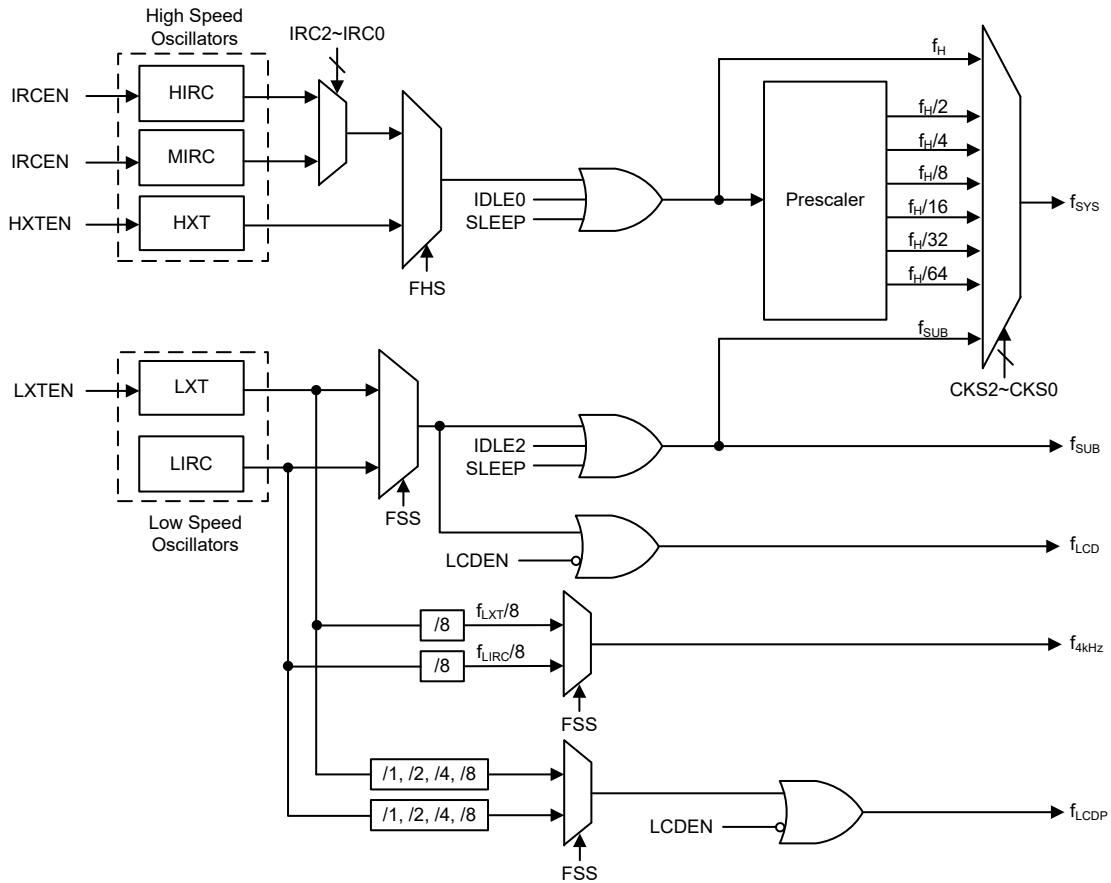 High Speed
Oscillators
IRC2~IRC0
IRCEN
HIRC
IRCEN
MIRC
HXTEN
HXT
FHS
IDLE0
SLEEP
Prescaler
fH
fH/2
fH/4
fH/8
fH/16
fH/32
fH/64
fSUB
fSYS
CKS2~CKS0
LXTEN
LXT
LIRC
Low Speed
Oscillators
FSS
IDLE2
SLEEP
fSUB
LCDEN
fLCD
/8
fLXT/8
/8
fLIRC/8
f4kHz
FSS
/1, /2, /4, /8
/1, /2, /4, /8
LCDEN
fLCDP
FSS